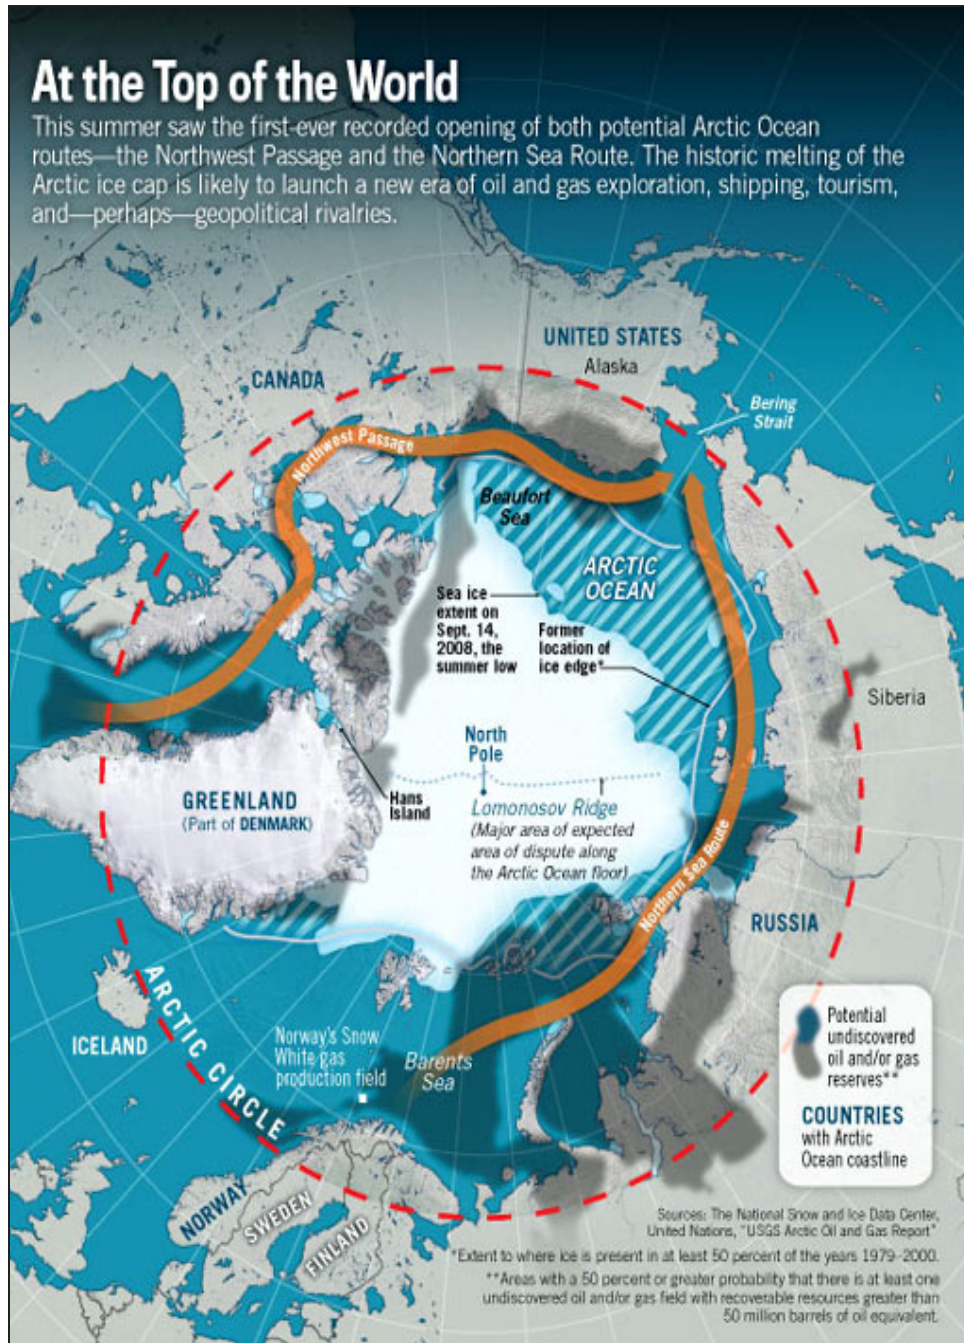 At the Top of the World
This summer saw the first-ever recorded opening of both potential Arctic Ocean
routes—the Northwest Passage and the Northern Sea Route. The historic melting of the
Arctic ice cap is likely to launch a new era of oil and gas exploration, shipping, tourism,
and—perhaps—geopolitical rivalries.
UNITED STATES
Alaska
CANADA
Bering
Strait
Northwest Passage
Beaufort
Sea
ARCTIC
OCEAN
Sea ice
extent on
Sept. 14,
2008, the
summer low
Former
location of
ice edge*
Siberia
North
Pole
GREENLAND
(Part of DENMARK)
Hans
Island
Lomonosov Ridge
(Major area of expected
area of dispute along
the Arctic Ocean floor)
Northern Sea Route
RUSSIA
ARCTIC CIRCLE
ICELAND
Norway's Snow
White gas
production field
Barents
Sea
NORWAY
SWEDEN
FINLAND
Potential
undiscovered
oil and/or gas
reserves**
COUNTRIES
with Arctic
Ocean coastline
Sources: The National Snow and Ice Data Center,
United Nations, "USGS Arctic Oil and Gas Report"
*Extent to where ice is present in at least 50 percent of the years 1979–2000.
**Areas with a 50 percent or greater probability that there is at least one
undiscovered oil and/or gas field with recoverable resources greater than
50 million barrels of oil equivalent.